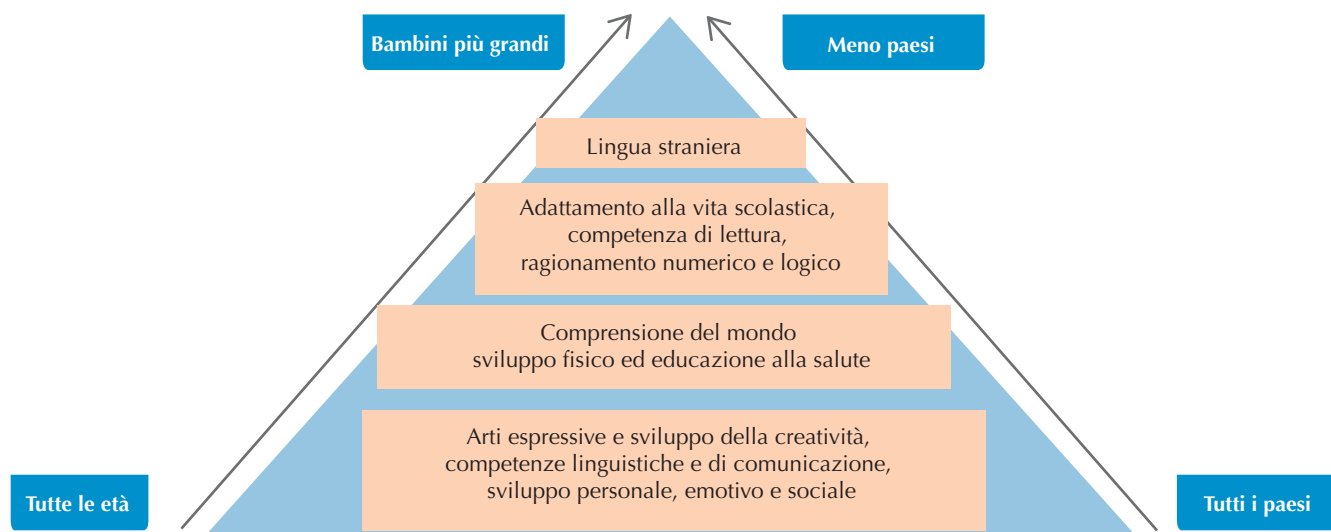 Bambini più grandi
Meno paesi
Lingua straniera
Adattamento alla vita scolastica,
competenza di lettura,
ragionamento numerico e logico
Comprensione del mondo
sviluppo fisico ed educazione alla salute
Arti espressive e sviluppo della creatività,
competenze linguistiche e di comunicazione,
sviluppo personale, emotivo e sociale
Tutte le età
Tutti i paesi